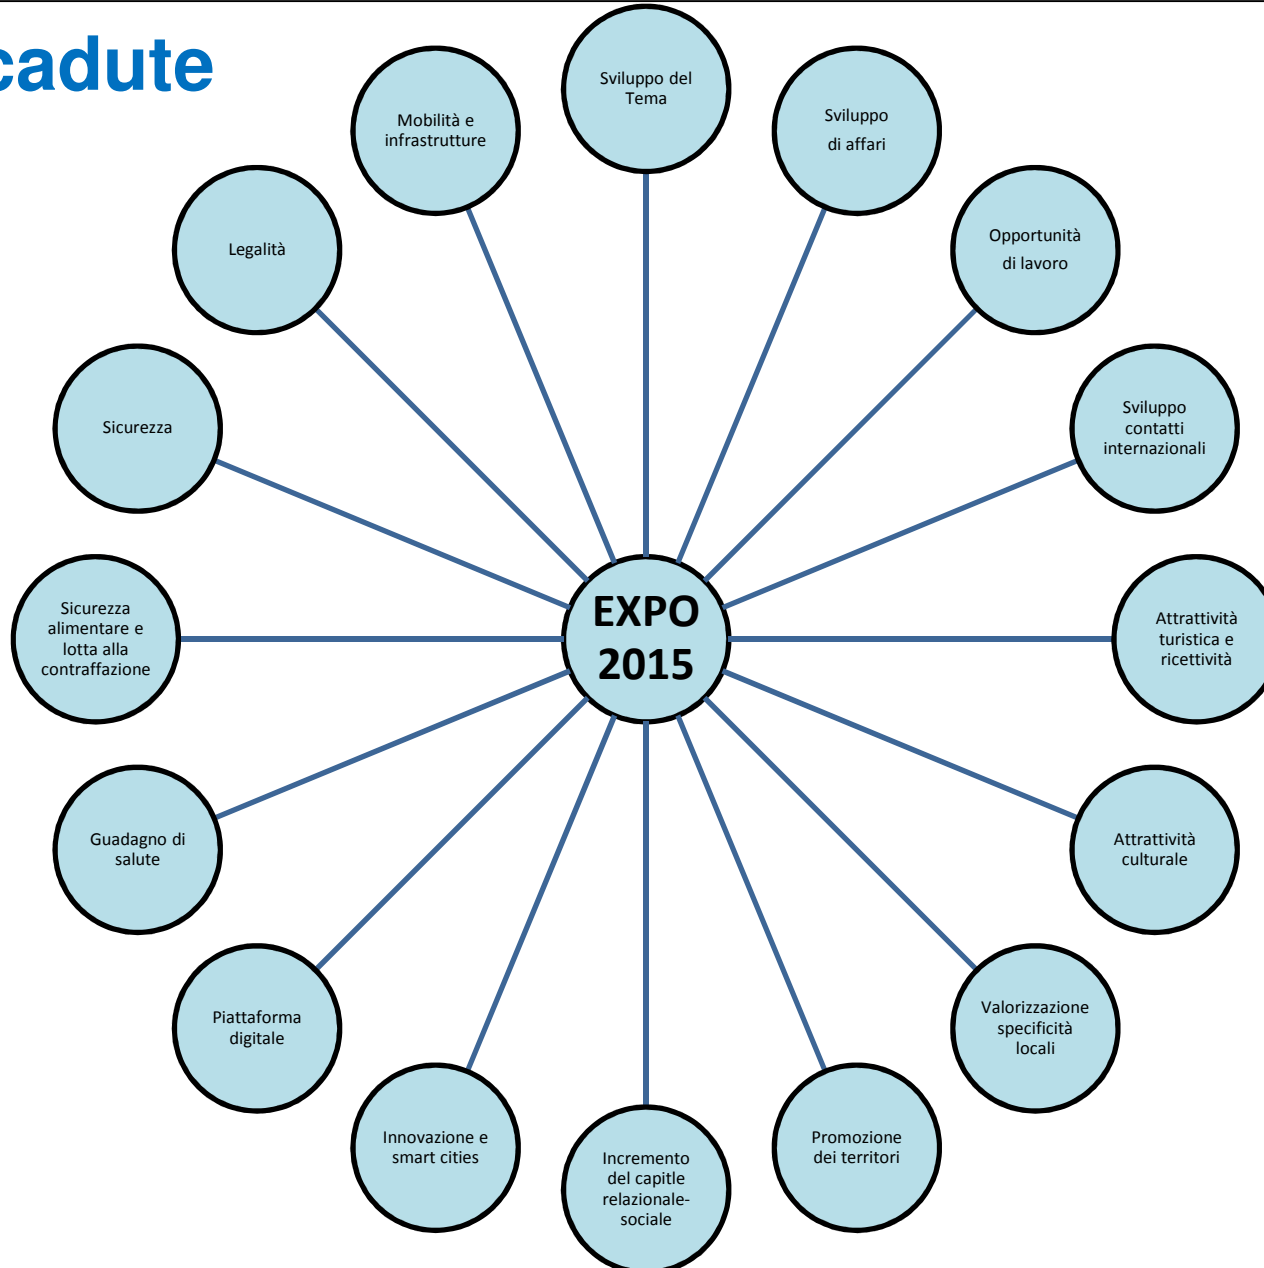 cadute
Sviluppo del
Tema
Sviluppo
di affari
Opportunità
di lavoro
Sviluppo
contatti
internazionali
Attrattività
turistica e
ricettività
Attrattività
culturale
Valorizzazione
specificità
locali
Promozione
dei territori
Incremento
del capitle
relazionale-
sociale
Innovazione e
smart cities
Piattaforma
digitale
Guadagno di
salute
Sicurezza
alimentare e
lotta alla
contraffazione
Sicurezza
Legalità
Mobilità e
infrastrutture
EXPO
2015